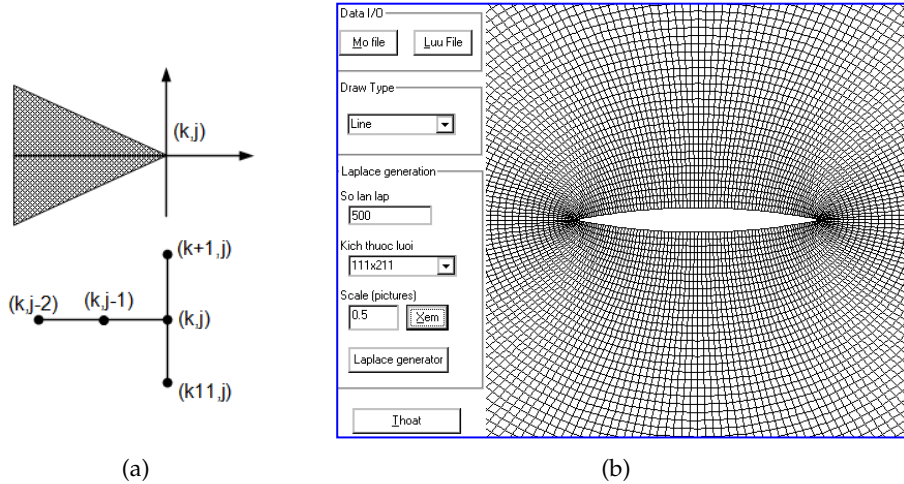 (k,j)
(k+1,j)
(k,j-2)
(k,j-1)
(k,j)
(k11,j)
(a)
Data I/O
Mo file
Luu File
Draw Type
Line
Laplace generation
So lan lap
500
Kich thuoc luoi
111x211
Scale (pictures)
0.5
Xem
Laplace generator
Thoat
(b)